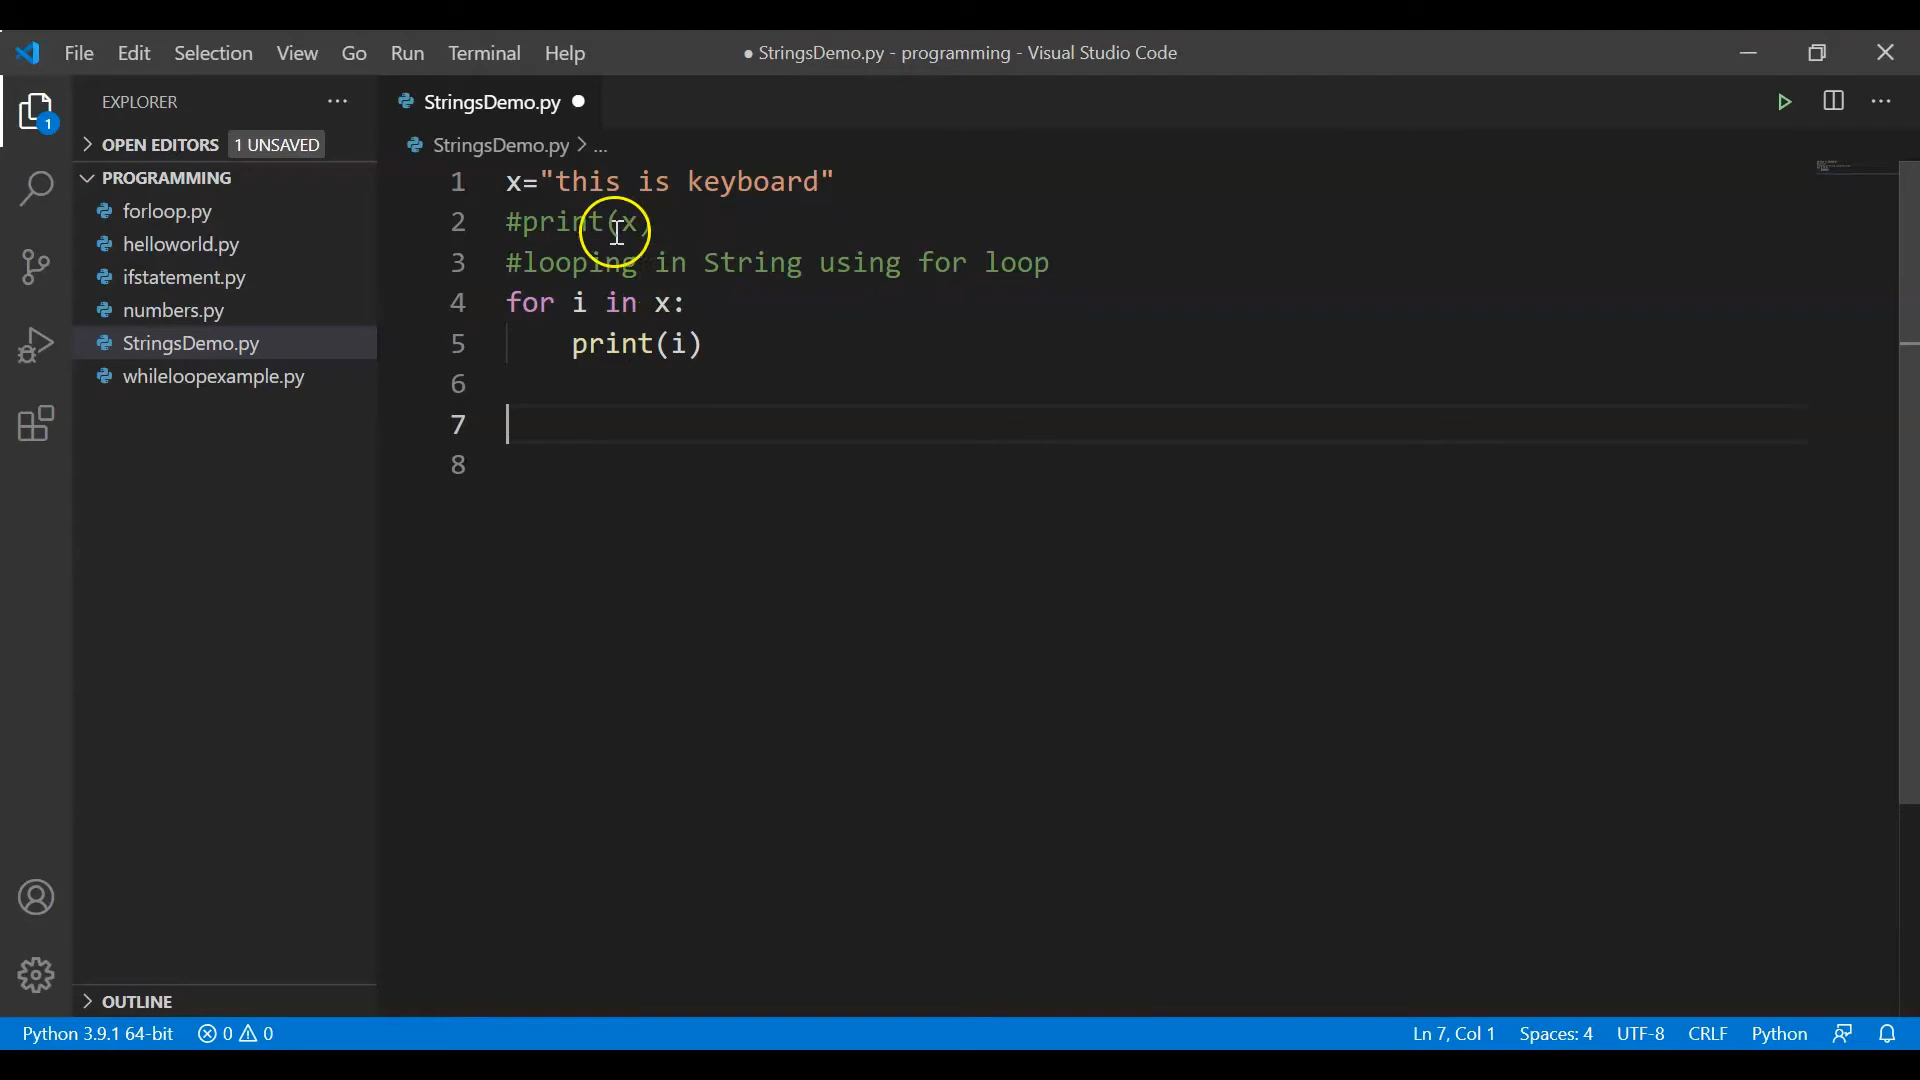 File Edit Selection View Go Run Terminal Help
● StringsDemo.py - programming - Visual Studio Code
EXPLORER
1
OPEN EDITORS 1 UNSAVED
PROGRAMMING
forloop.py
helloworld.py
ifstatement.py
numbers.py
StringsDemo.py
whileloopexample.py
OUTLINE
StringsDemo.py
StringsDemo.py > ...
1 x="this is keyboard"
2 #print(x)
3 #looping in String using for loop
4 for i in x:
5 print(i)
6
7
8
Python 3.9.1 64-bit 0 0
Ln 7, Col 1 Spaces: 4 UTF-8 CRLF Python